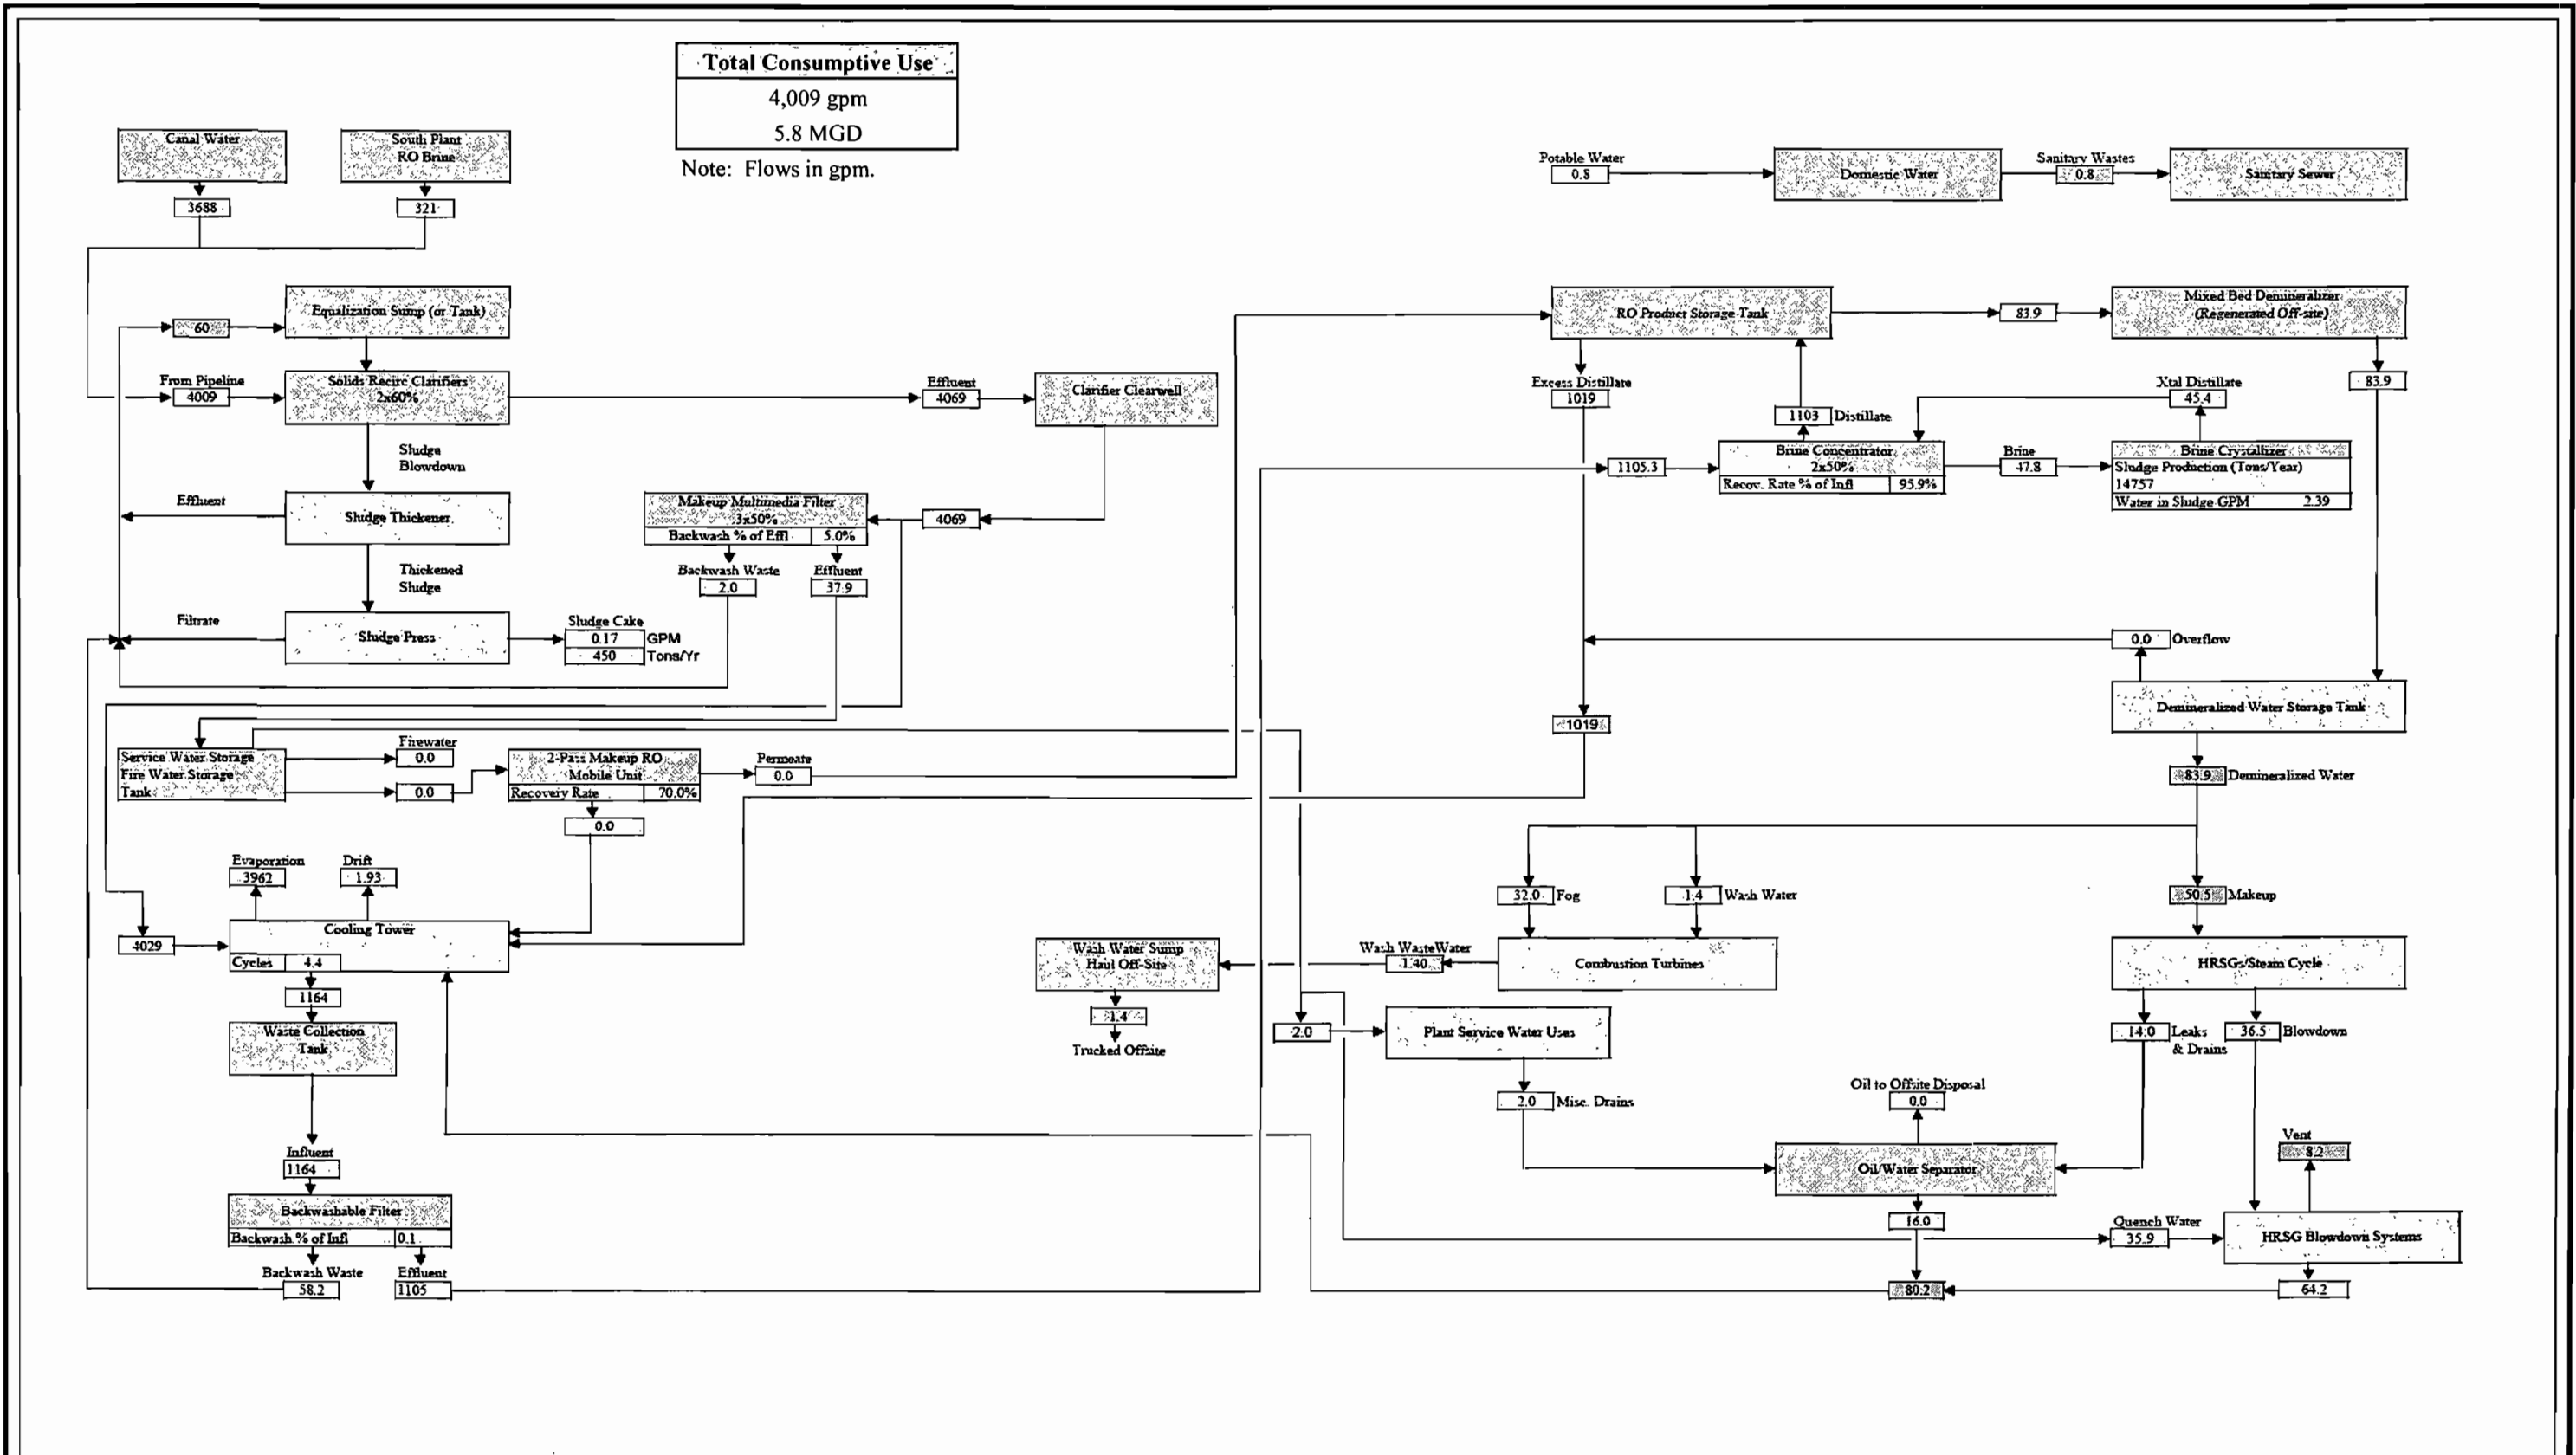 Total Consumptive Use
4,009 gpm
5.8 MGD
Note: Flows in gpm.
Canal Water
3688
South Plant
RO Brine
321
Potable Water
0.8
Domestic Water
Sanitary Wastes
0.8
Sanitary Sewer
60
Equalization Sump (or Tank)
From Pipeline
4009
Solids Recirc Clarifiers
2x60%
Effluent
4069
Clarifier Clearwell
Sludge
Blowdown
Effluent
Sludge Thickener
Thickened
Sludge
Filtrate
Sludge Press
Sludge Cake
0.17 GPM
450 Tons/Yr
Makeup Multimedia Filter
3x50%
Backwash % of Effl 5.0%
4069
Backwash Waste
2.0
Effluent
37.9
RO Product Storage Tank
83.9
Mixed Bed Demineralizer
(Regenerated Off-site)
83.9
Excess Distillate
1019
1103 Distillate
Xtal Distillate
45.4
1105.3
Brine Concentrator
2x50%
Recov. Rate % of Infl 95.9%
Brine
47.8
Brine Crystallizer
Sludge Production (Tons/Year)
14757
Water in Sludge GPM 2.39
0.0 Overflow
1019
Demineralized Water Storage Tank
83.9 Demineralized Water
Service Water Storage
Fire Water Storage
Tank
Firewater
0.0
0.0
2-Pass Makeup RO
Mobile Unit
Recovery Rate 70.0%
Permeate
0.0
0.0
Evaporation
3962
Drift
1.93
4029
Cooling Tower
Cycles 4.4
1164
Waste Collection
Tank
Influent
1164
Backwashable Filter
Backwash % of Infl 0.1
Backwash Waste
58.2
Effluent
1105
32.0 Fog
1.4 Wash Water
50.5 Makeup
Wash Water Sump
Haul Off-Site
Wash WasteWater
1.40
Combustion Turbines
HRSGs/Steam Cycle
1.4
Trucked Offsite
2.0
Plant Service Water Uses
14.0 Leaks
& Drains
36.5 Blowdown
2.0 Misc. Drains
Oil to Offsite Disposal
0.0
Oil/Water Separator
Vent
8.2
16.0
Quench Water
35.9
HRSG Blowdown Systems
80.2
64.2